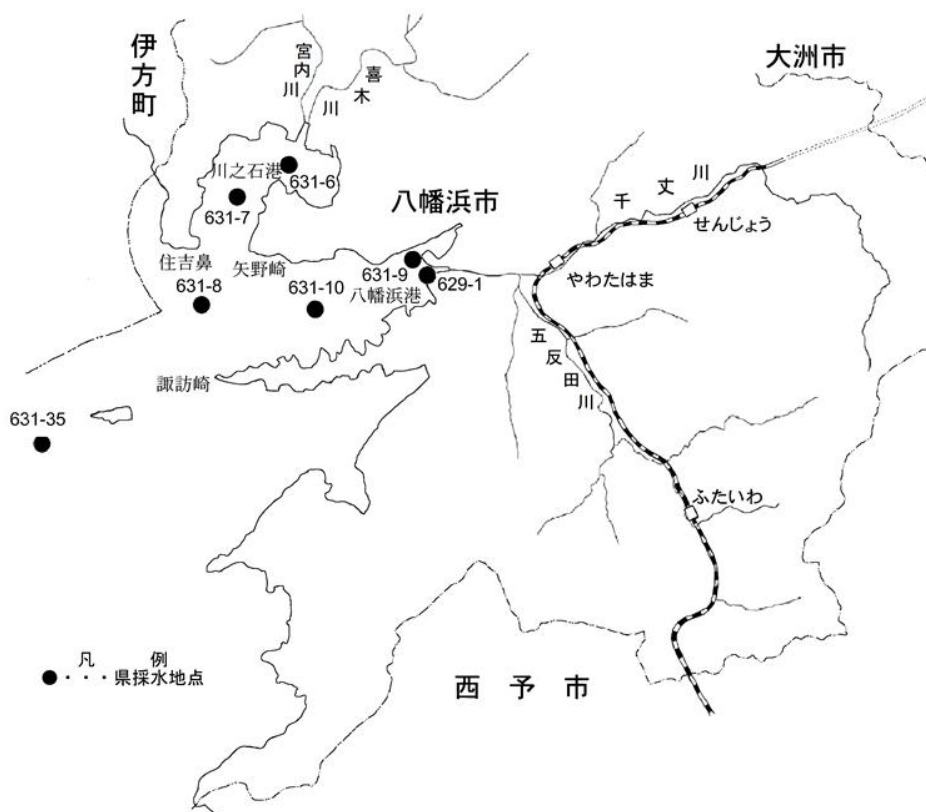 伊方町
宮内川
喜木川
大洲市
川之石港
631-6
631-7
八幡浜市
千丈川
せんじょう
住吉鼻
矢野崎
631-9
629-1
やわたはま
631-8
631-10
八幡浜港
五反田川
諏訪崎
631-35
ふたいわ
凡 例
●・・・県採水地点
西予市